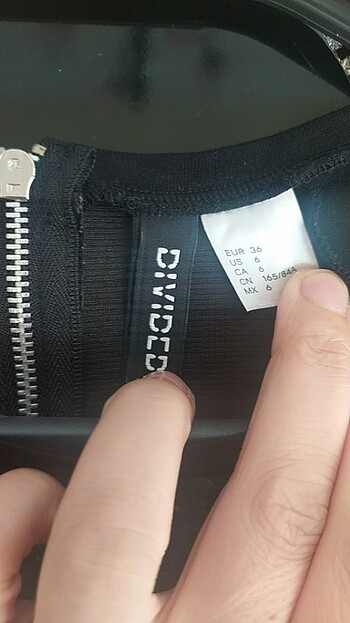 DIVIDED
EUR 36
US 6
CA 6
CN 165/84A
MX 6